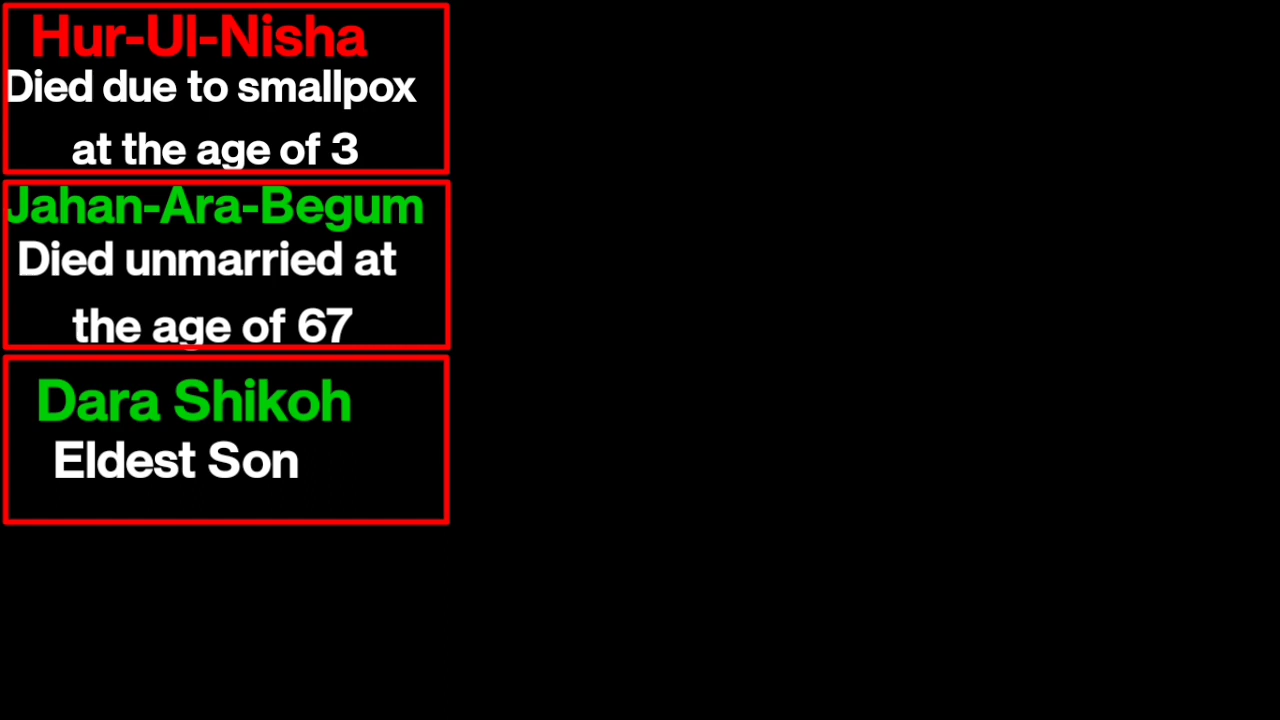 Hur-Ul-Nisha
Died due to smallpox
at the age of 3
Jahan-Ara-Begum
Died unmarried at
the age of 67
Dara Shikoh
Eldest Son